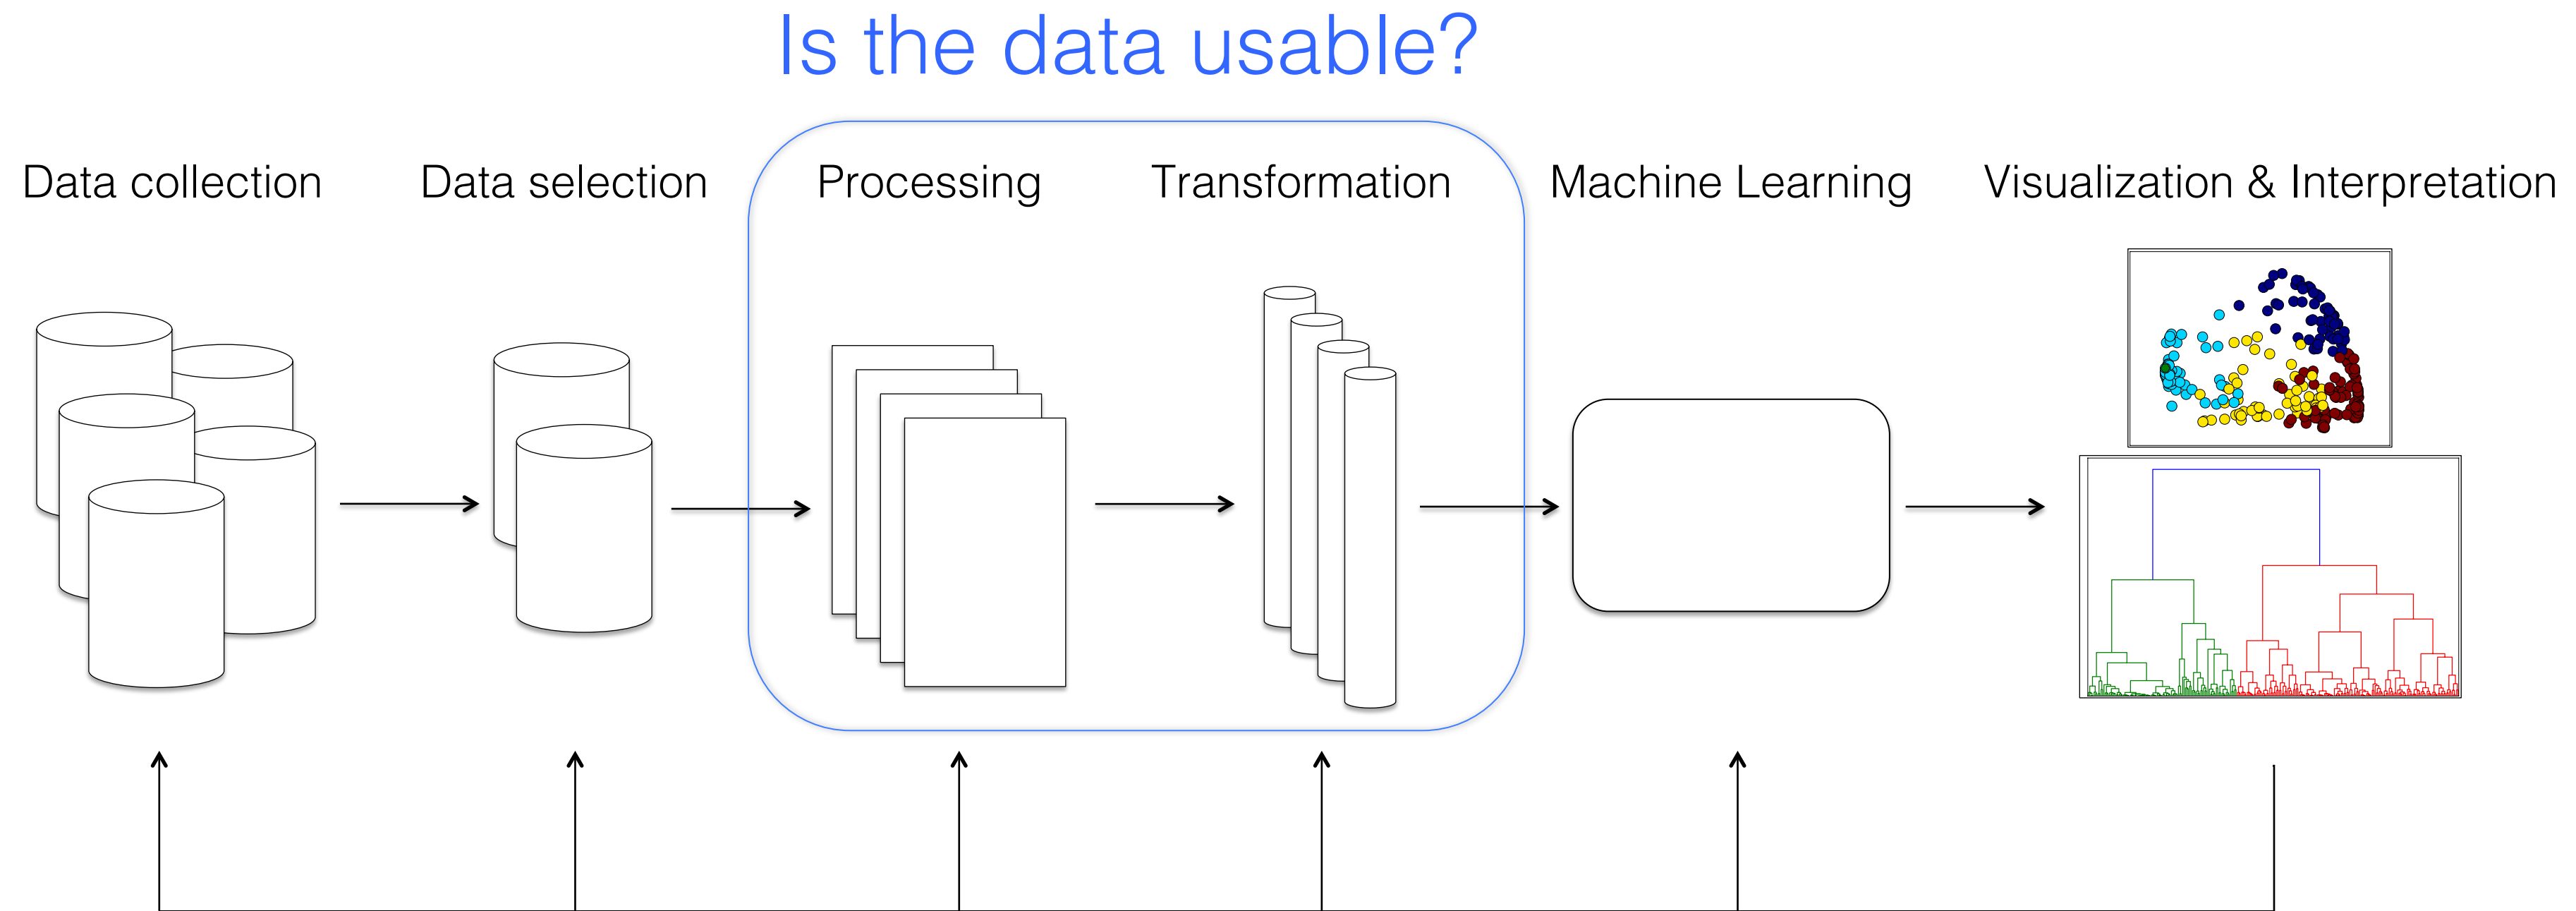 Is the data usable?
Data collection
Data selection
Processing
Transformation
Machine Learning
Visualization & Interpretation